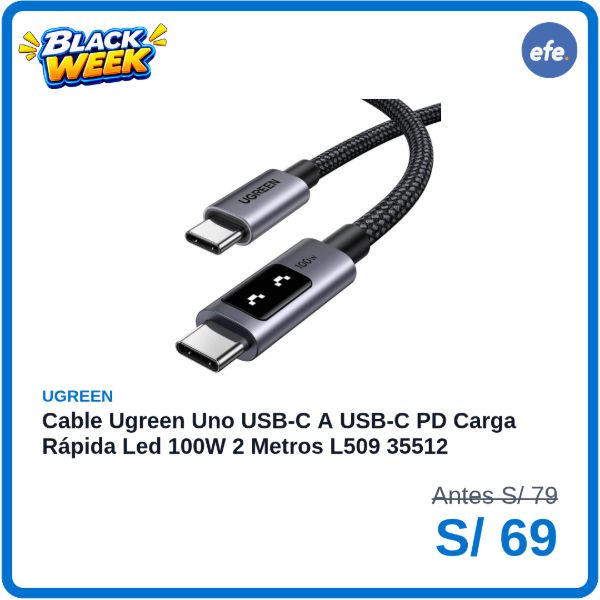 BLACK
WEEK
efe.
UGREEN
100W
UGREEN
Cable Ugreen Uno USB-C A USB-C PD Carga
Rápida Led 100W 2 Metros L509 35512
Antes S/ 79
S/ 69